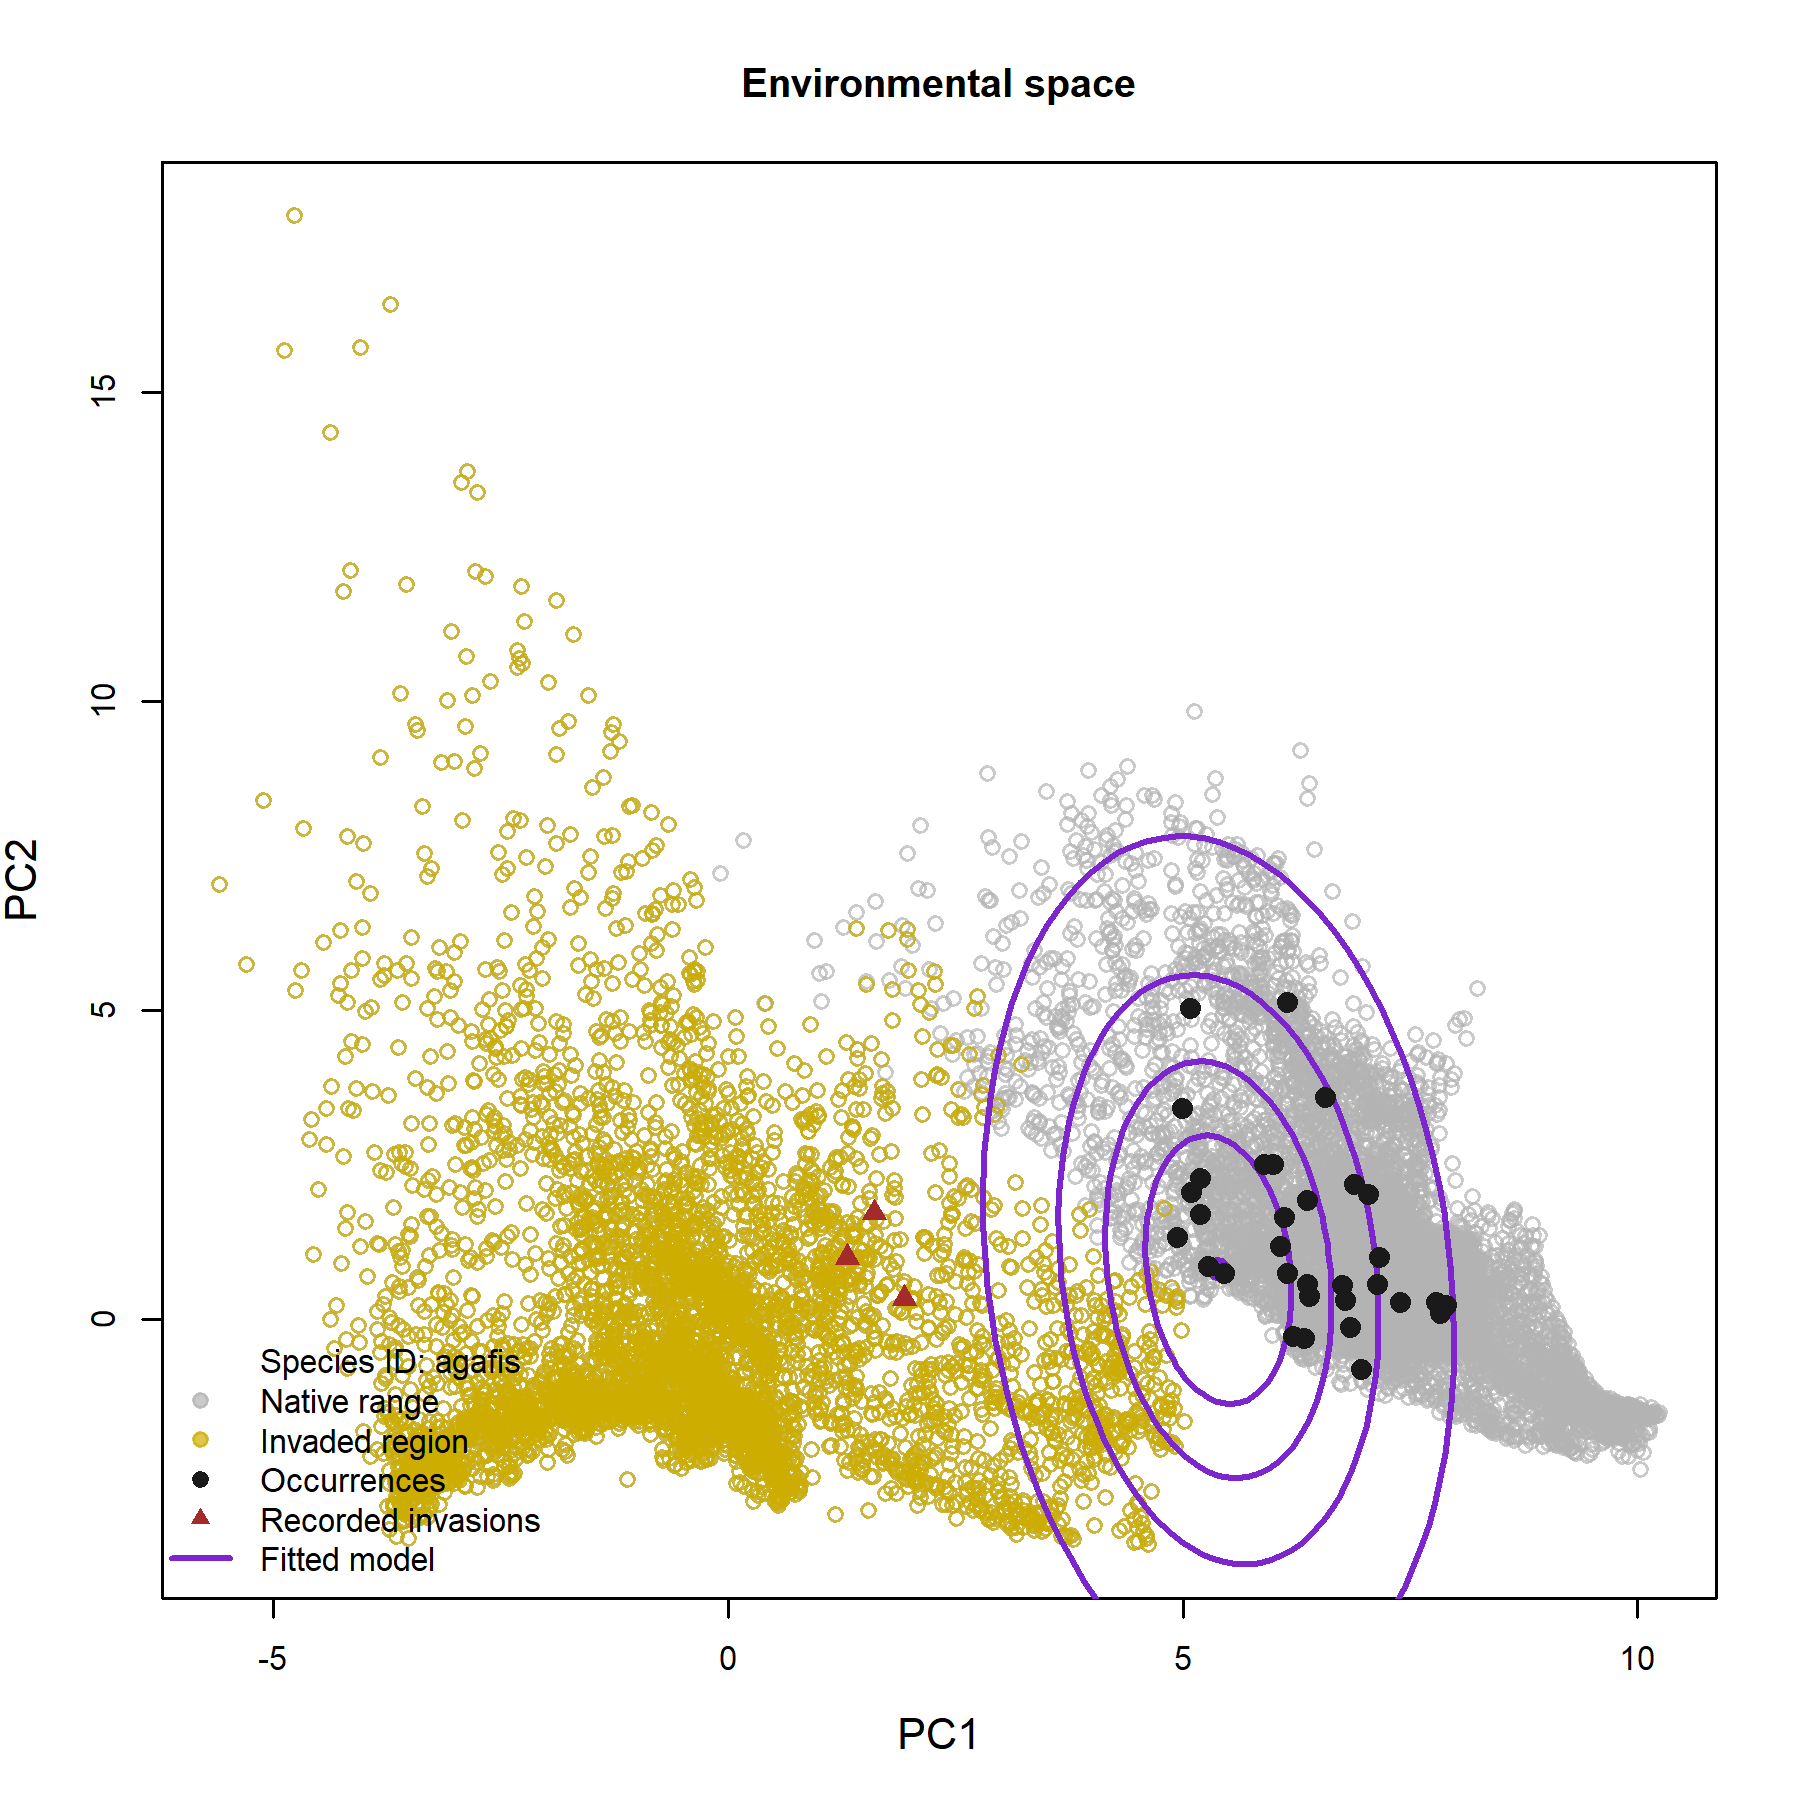 Environmental space
15
10
5
0
PC2
Species ID: agafis
Native range
Invaded region
Occurrences
Recorded invasions
Fitted model
-5
0
5
10
PC1